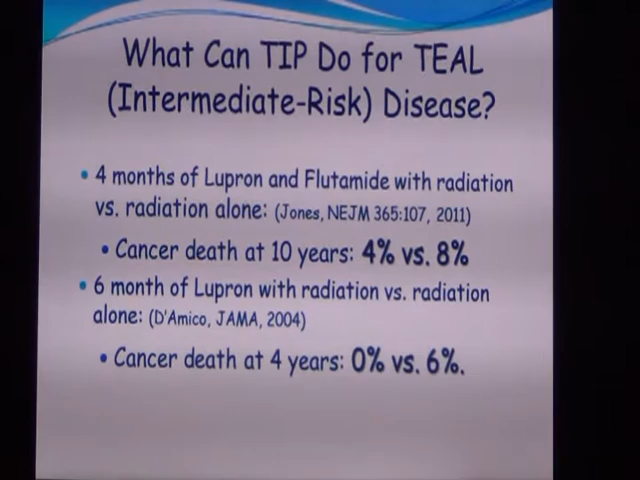 What Can TIP Do for TEAL
(Intermediate-Risk) Disease?
• 4 months of Lupron and Flutamide with radiation
vs. radiation alone: (Jones, NEJM 365:107, 2011)
• Cancer death at 10 years: 4% vs. 8%
• 6 month of Lupron with radiation vs. radiation
alone: (D'Amico, JAMA, 2004)
• Cancer death at 4 years: 0% vs. 6%.